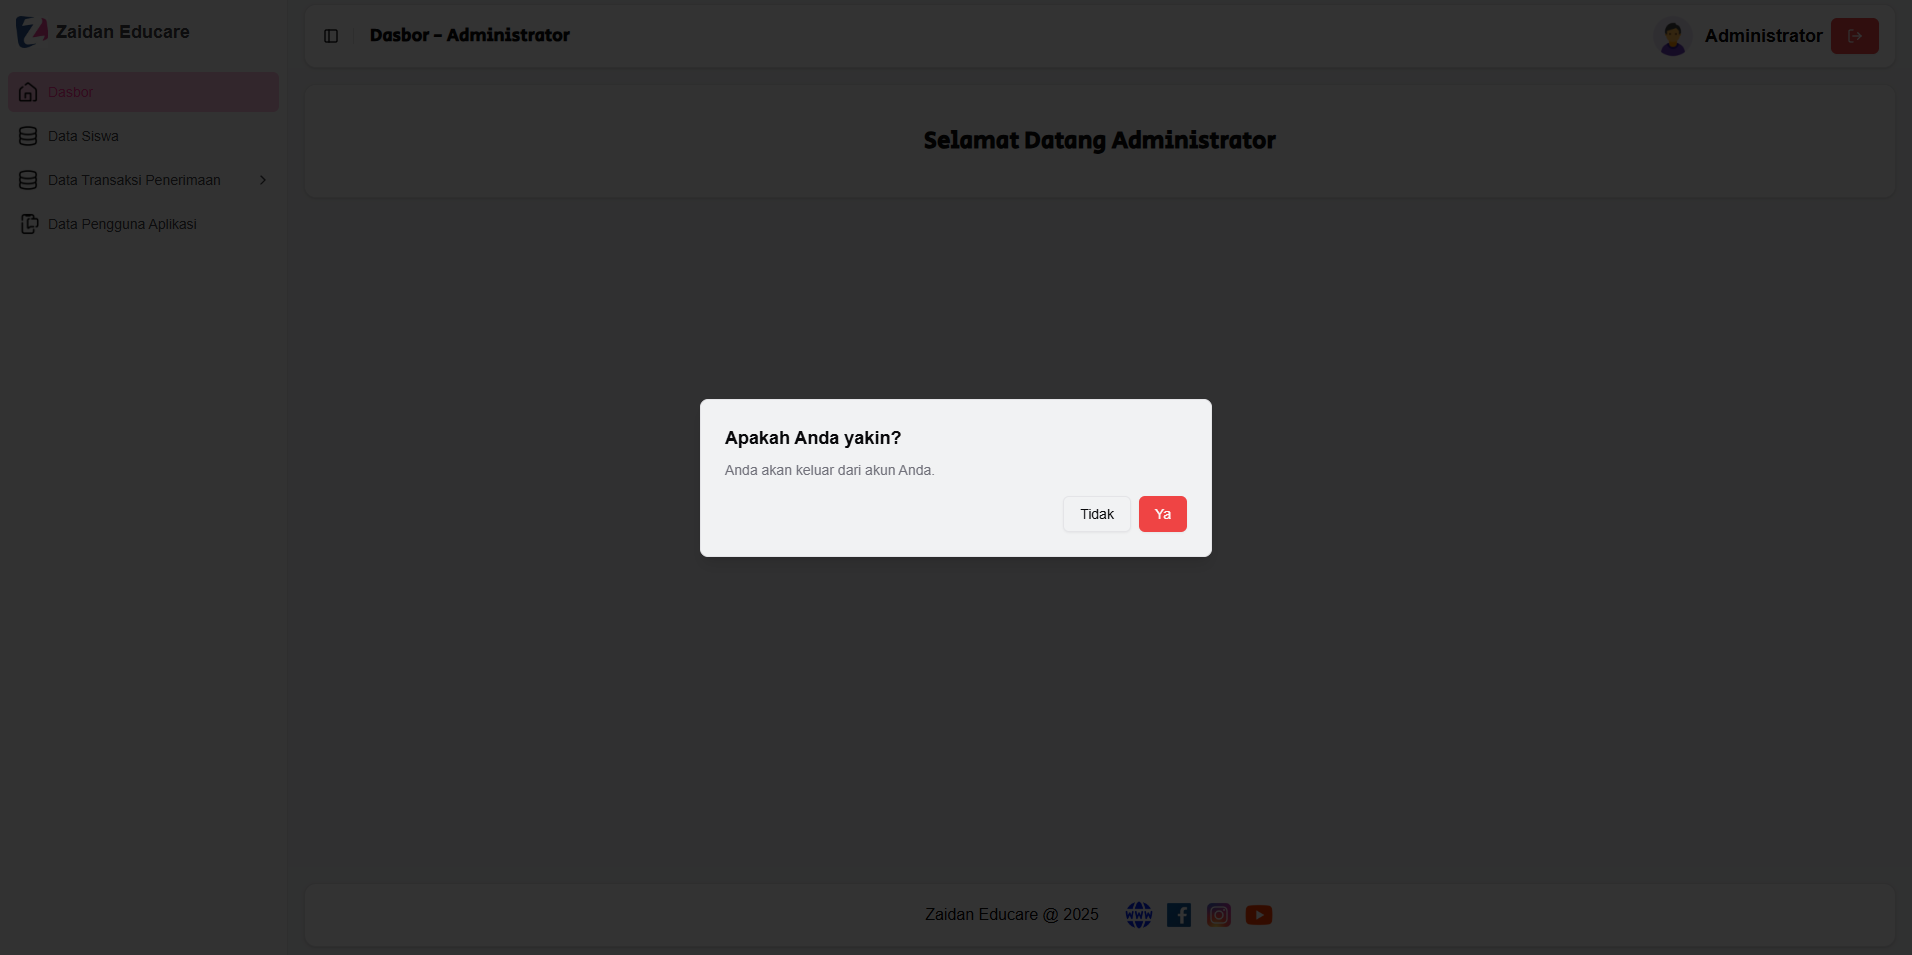 Zaidan Educare
Dasbor
Data Siswa
Data Transaksi Penerimaan
Data Pengguna Aplikasi
Dasbor - Administrator
Administrator
Selamat Datang Administrator
Apakah Anda yakin?
Anda akan keluar dari akun Anda.
Tidak
Ya
Zaidan Educare @ 2025
WWW